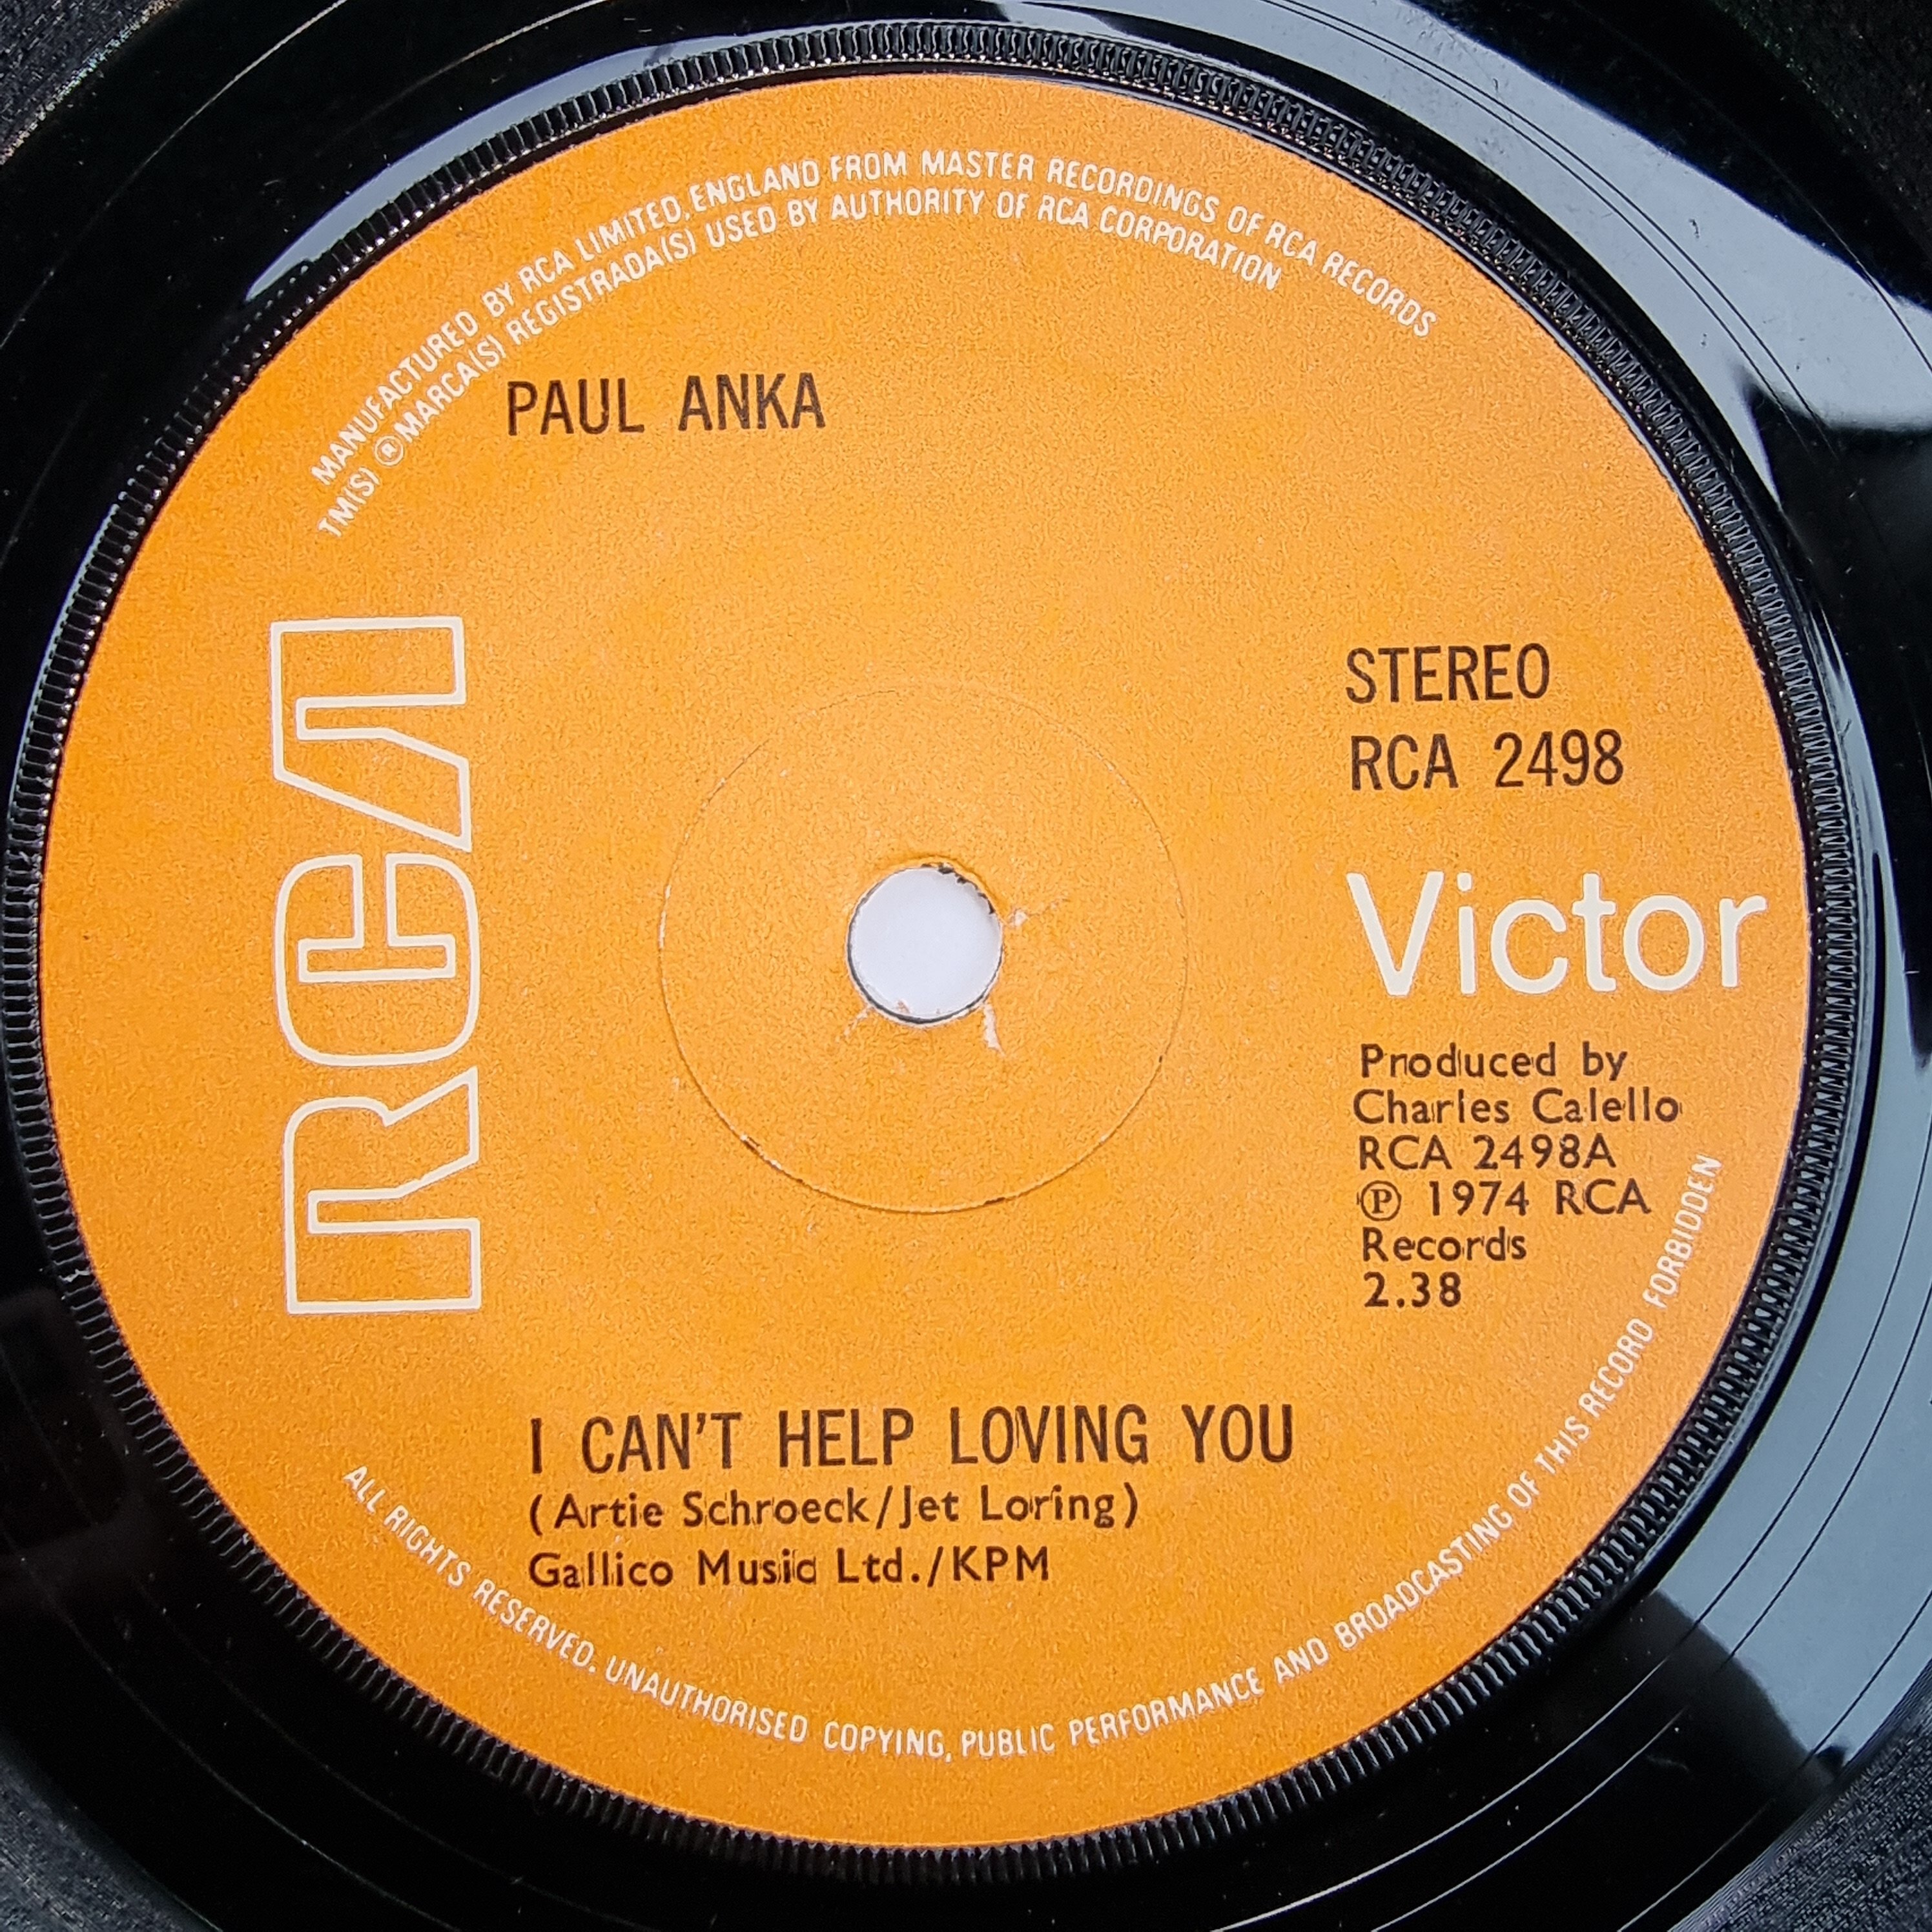 MANUFACTURED BY RCA LIMITED, ENGLAND FROM MASTER RECORDINGS OF RCA RECORDS
TM(S) ® MARCA(S) REGISTRADA(S) USED BY AUTHORITY OF RCA CORPORATION
PAUL ANKA
RCA
STEREO
RCA 2498
Victor
Produced by
Charles Calello
RCA 2498A
℗ 1974 RCA
Records
2.38
I CAN'T HELP LOVING YOU
(Artie Schroeck/Jet Loring)
Gallico Music Ltd./KPM
ALL RIGHTS RESERVED. UNAUTHORISED COPYING, PUBLIC PERFORMANCE AND BROADCASTING OF THIS RECORD FORBIDDEN